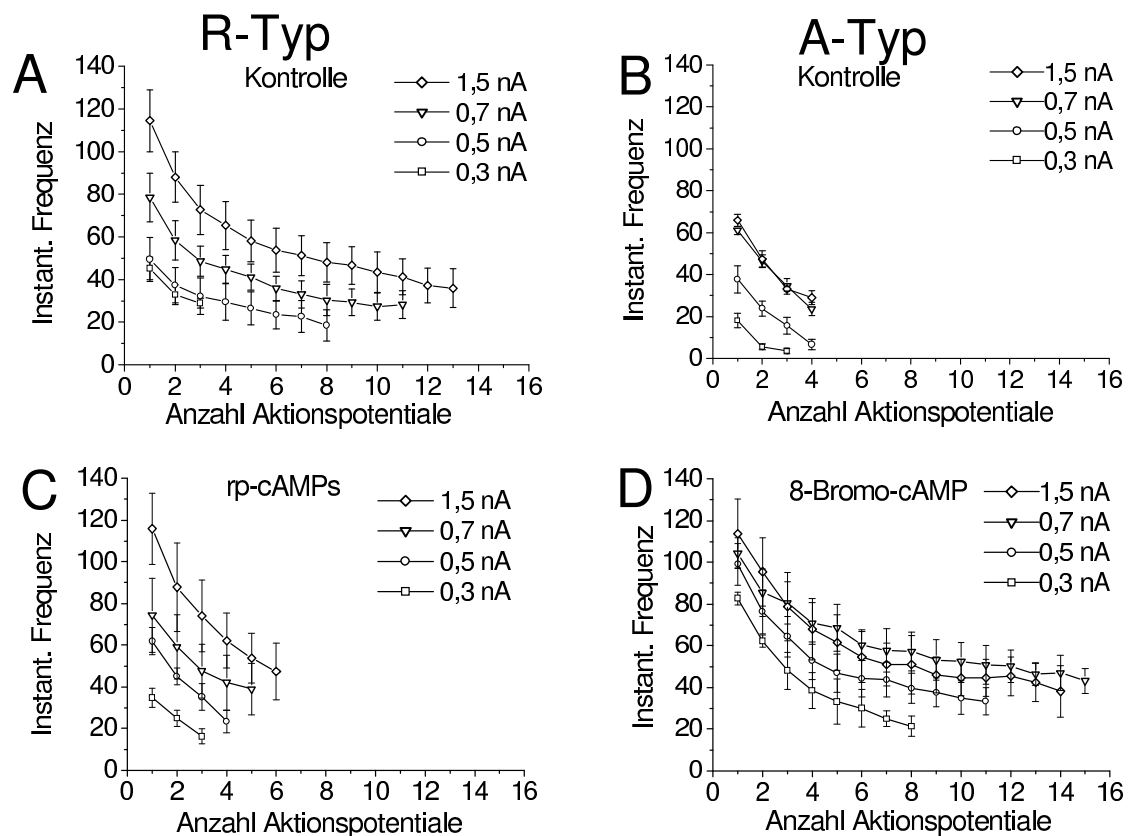 R-Typ
A-Typ
A
Kontrolle
1,5 nA
0,7 nA
0,5 nA
0,3 nA
Instant. Frequenz
140
120
100
80
60
40
20
0
0 2 4 6 8 10 12 14 16
Anzahl Aktionspotentiale
B
Kontrolle
1,5 nA
0,7 nA
0,5 nA
0,3 nA
Instant. Frequenz
140
120
100
80
60
40
20
0
0 2 4 6 8 10 12 14 16
Anzahl Aktionspotentiale
C
rp-cAMPs
1,5 nA
0,7 nA
0,5 nA
0,3 nA
Instant. Frequenz
140
120
100
80
60
40
20
0
0 2 4 6 8 10 12 14 16
Anzahl Aktionspotentiale
D
8-Bromo-cAMP
1,5 nA
0,7 nA
0,5 nA
0,3 nA
Instant. Frequenz
140
120
100
80
60
40
20
0
0 2 4 6 8 10 12 14 16
Anzahl Aktionspotentiale